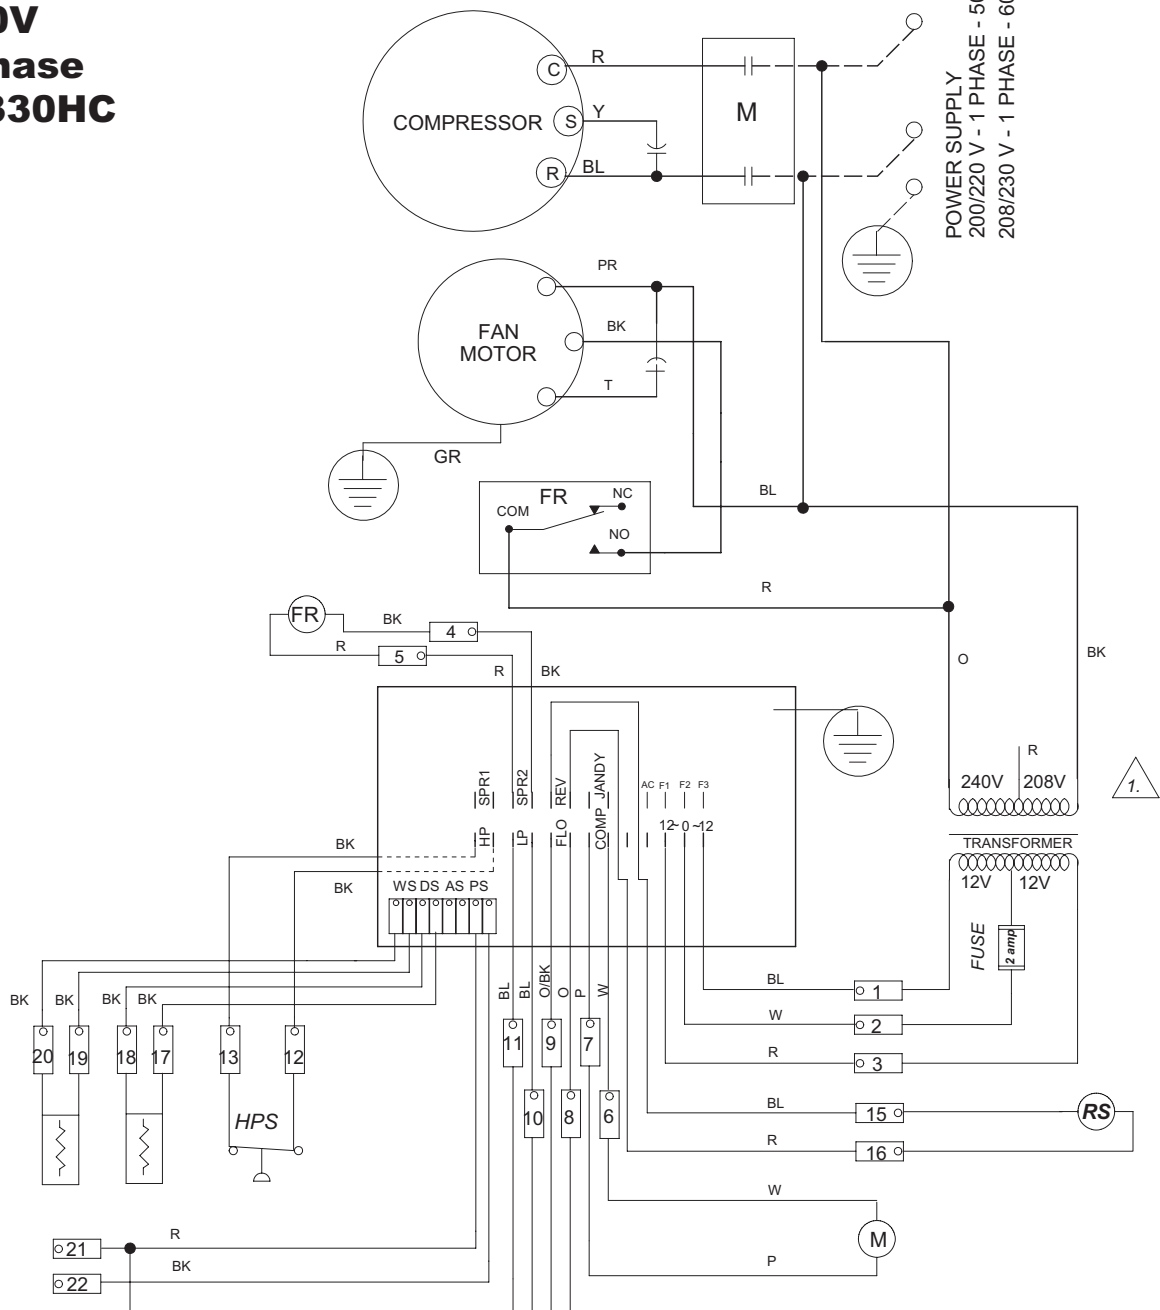 0V
hase
330HC
COMPRESSOR
C
S
R
R
Y
BL
M
POWER SUPPLY
200/220 V - 1 PHASE - 50
208/230 V - 1 PHASE - 60
FAN
MOTOR
PR
BK
T
GR
FR
COM
NC
NO
BL
R
FR
BK
4
R
5
R
BK
O
BK
R
240V
208V
1.
TRANSFORMER
12V
12V
FUSE
2 amp
SPR1
SPR2
REV
JANDY
AC
F1
F2
F3
HP
LP
FLO
COMP
12~ 0 ~12
BK
BK
WS DS AS PS
BK
BK
BK
BK
BL
BL
O/BK
O
P
W
BL
1
W
2
R
3
20
19
18
17
13
12
11
9
7
10
8
6
HPS
BL
15
RS
R
16
W
M
P
21
R
22
BK